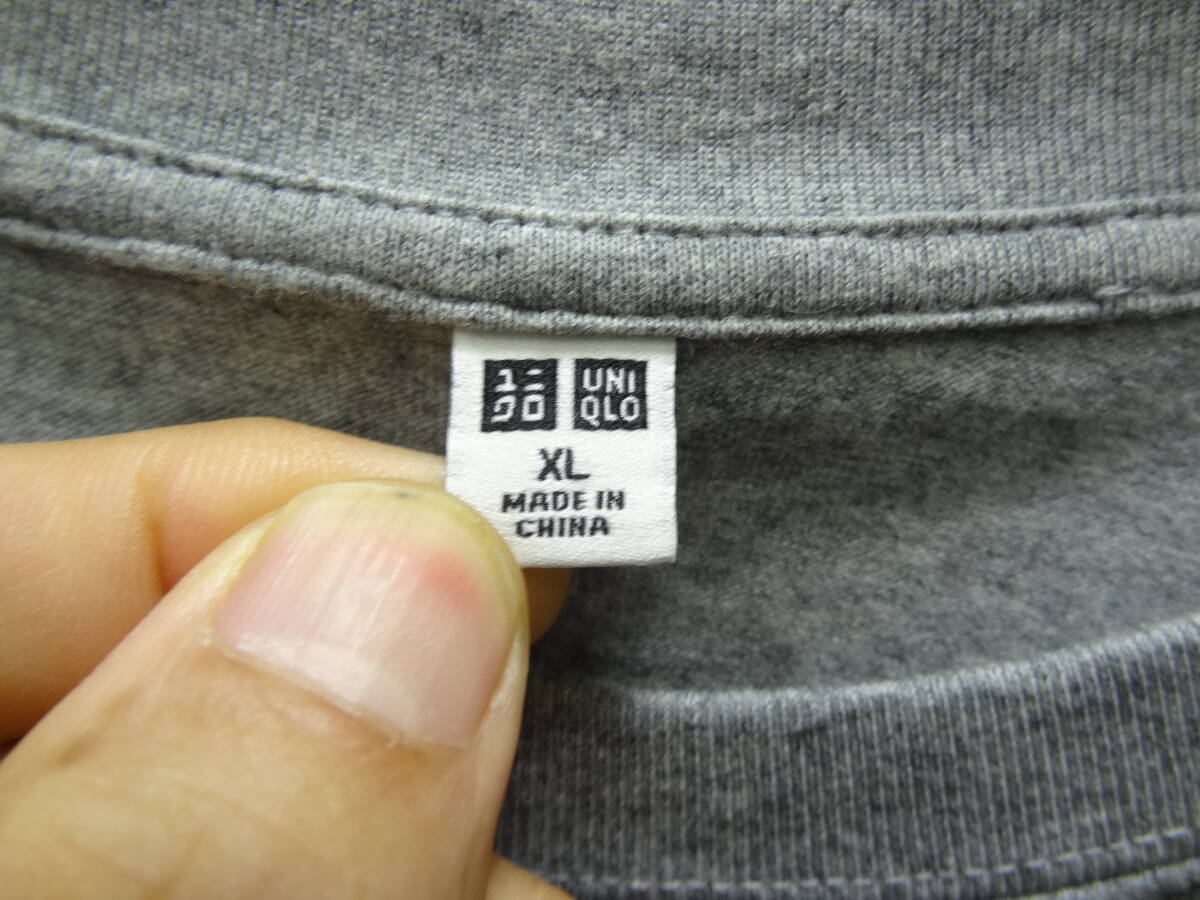 ユニ UNI
クロ QLO
XL
MADE IN
CHINA